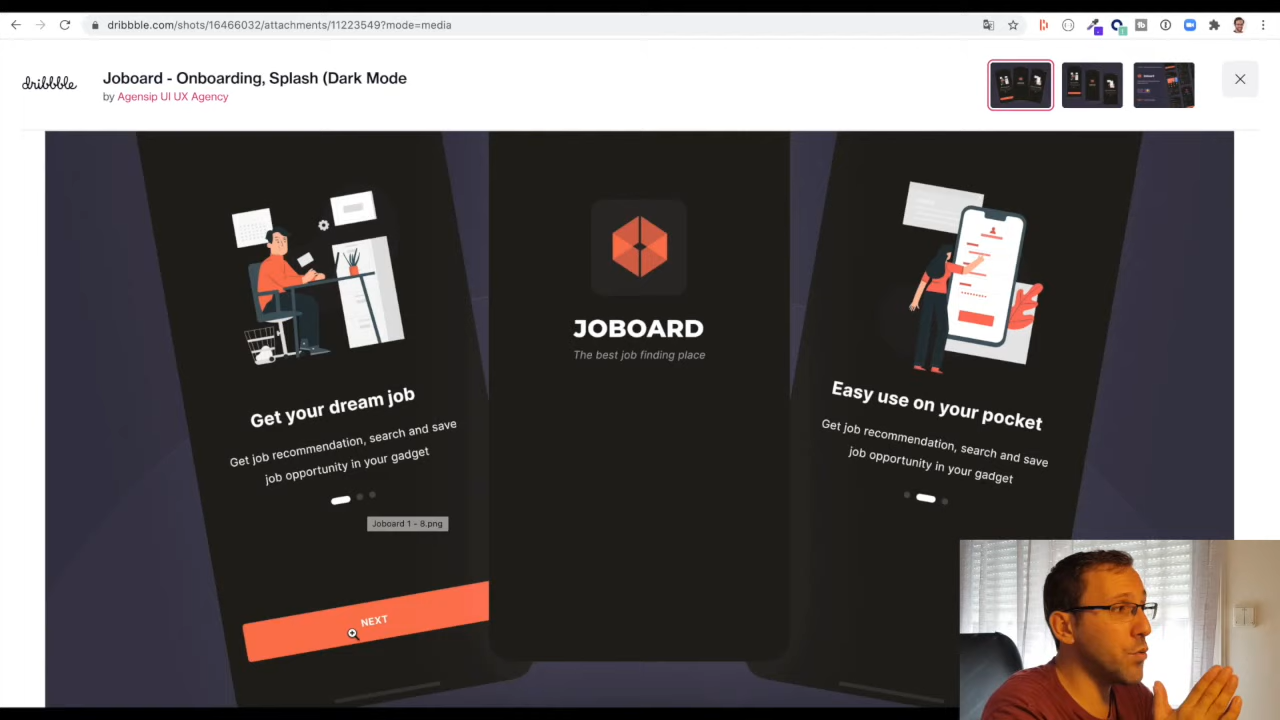 dribbble.com/shots/16466032/attachments/11223549?mode=media
dribbble
Joboard - Onboarding, Splash (Dark Mode
by Agensip UI UX Agency
Get your dream job
Get job recommendation, search and save
job opportunity in your gadget
Joboard 1 - 8.png
NEXT
JOBOARD
The best job finding place
Easy use on your pocket
Get job recommendation, search and save
job opportunity in your gadget